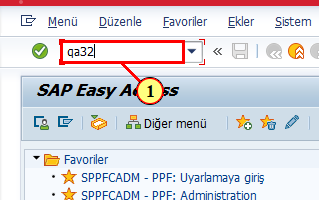 Menü Düzenle Favoriler Ekler Sistem
qa32
1
SAP Easy Access
Diğer menü
Favoriler
SPPFCADM - PPF: Uyarlamaya giriş
SPPFCADM - PPF: Administration